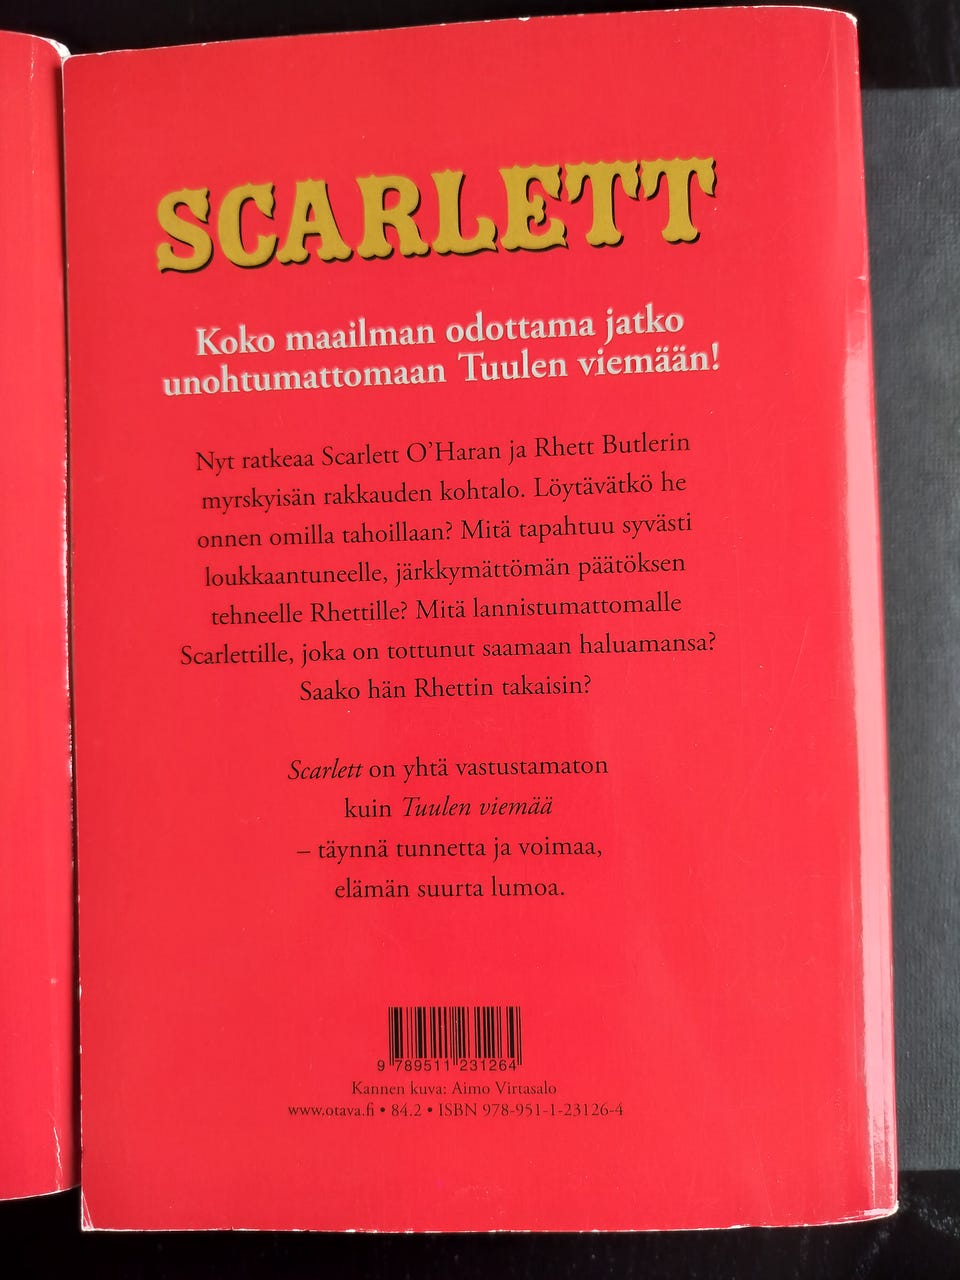 SCARLETT
Koko maailman odottama jatko
unohtumattomaan Tuulen viemään!
Nyt ratkeaa Scarlett O'Haran ja Rhett Butlerin
myrskyisän rakkauden kohtalo. Löytävätkö he
onnen omilla tahoillaan? Mitä tapahtuu syvästi
loukkaantuneelle, järkkymättömän päätöksen
tehneelle Rhettille? Mitä lannistumattomalle
Scarlettille, joka on tottunut saamaan haluamansa?
Saako hän Rhettin takaisin?
Scarlett on yhtä vastustamaton
kuin Tuulen viemää
– täynnä tunnetta ja voimaa,
elämän suurta lumoa.
9 789511 231264
Kannen kuva: Aimo Virtasalo
www.otava.fi • 84.2 • ISBN 978-951-1-23126-4